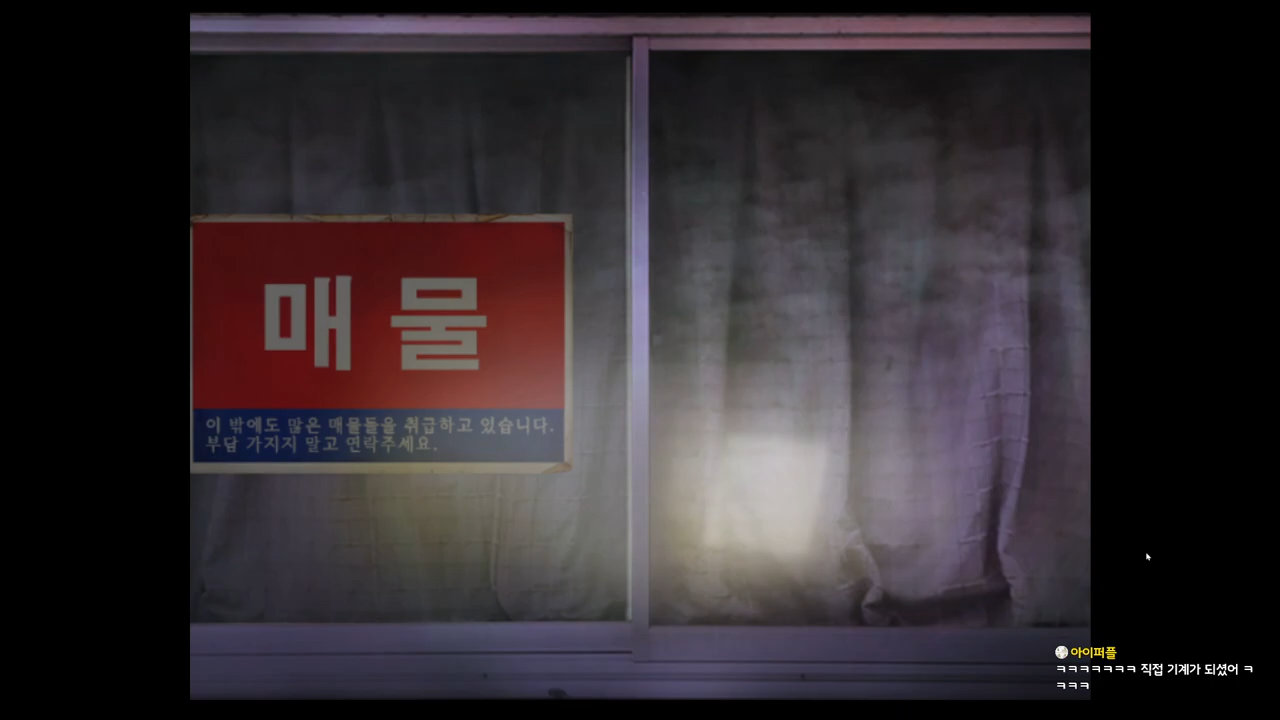 매물
이 밖에도 많은 매물들을 취급하고 있습니다.
부담 가지지 말고 연락주세요.
아이퍼플
ㅋㅋㅋㅋㅋㅋㅋ 직접 기계가 되셨어 ㅋ
ㅋㅋㅋ